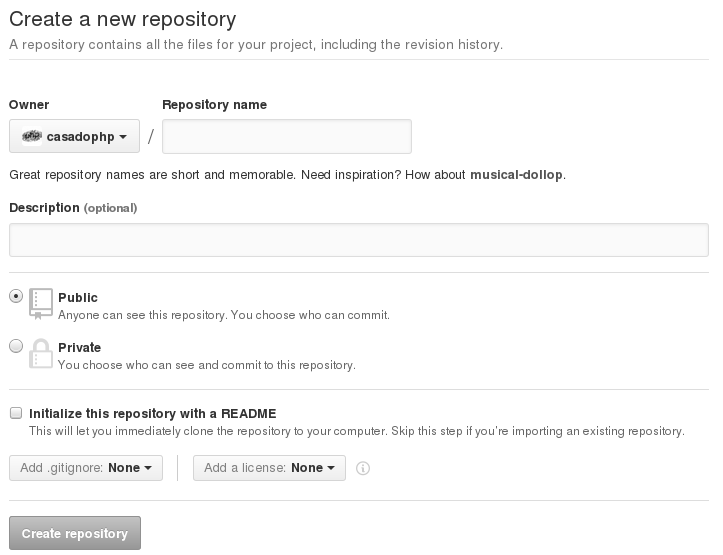 Create a new repository
A repository contains all the files for your project, including the revision history.
Owner Repository name
casadophp /
Great repository names are short and memorable. Need inspiration? How about musical-dollop.
Description (optional)
Public
Anyone can see this repository. You choose who can commit.
Private
You choose who can see and commit to this repository.
Initialize this repository with a README
This will let you immediately clone the repository to your computer. Skip this step if you're importing an existing repository.
Add .gitignore: None Add a license: None
Create repository